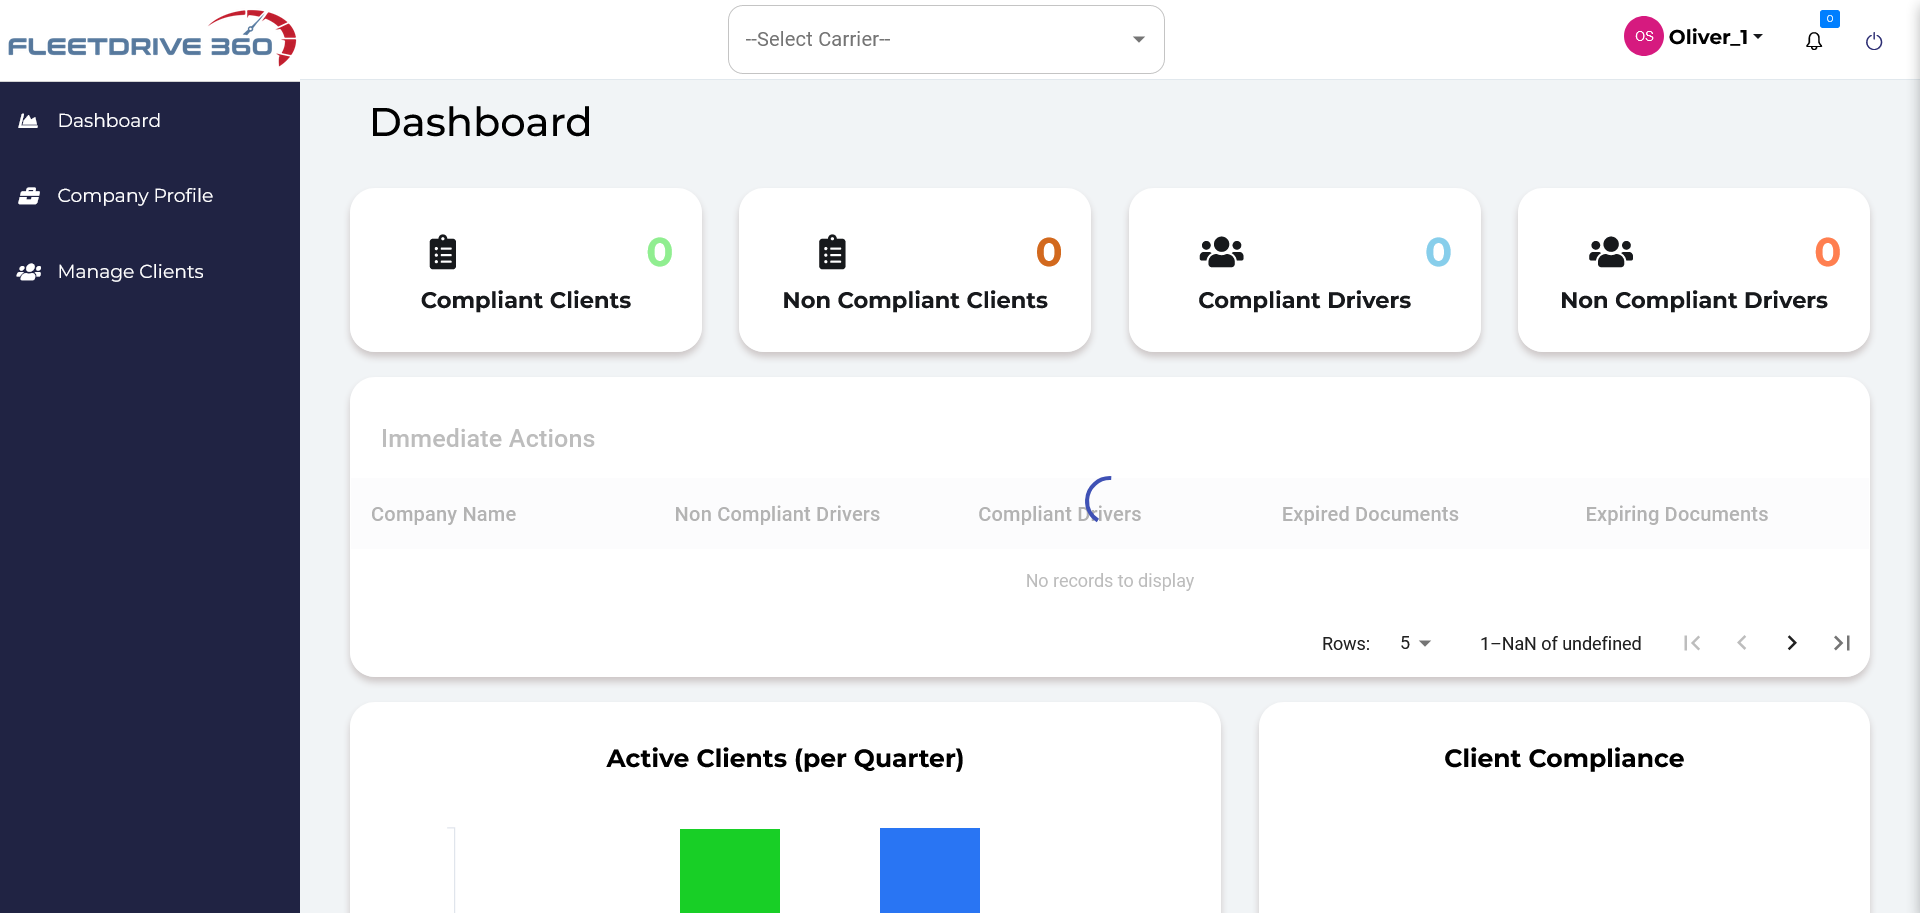 FLEETDRIVE 360
--Select Carrier--
OS
Oliver_1
0
Dashboard
Company Profile
Manage Clients
Dashboard
0
Compliant Clients
0
Non Compliant Clients
0
Compliant Drivers
0
Non Compliant Drivers
Immediate Actions
Company Name
Non Compliant Drivers
Compliant Drivers
Expired Documents
Expiring Documents
No records to display
Rows:
5
1–NaN of undefined
Active Clients (per Quarter)
Client Compliance